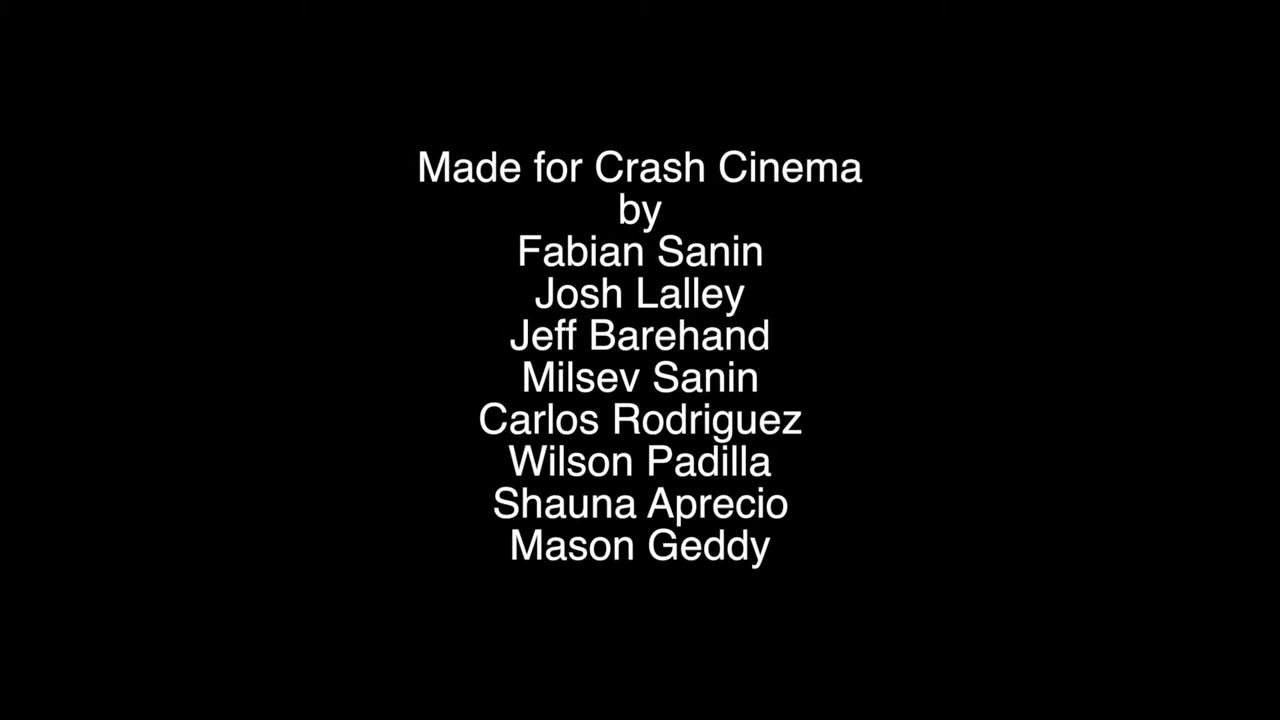 Made for Crash Cinema
by
Fabian Sanin
Josh Lalley
Jeff Barehand
Milsev Sanin
Carlos Rodriguez
Wilson Padilla
Shauna Aprecio
Mason Geddy